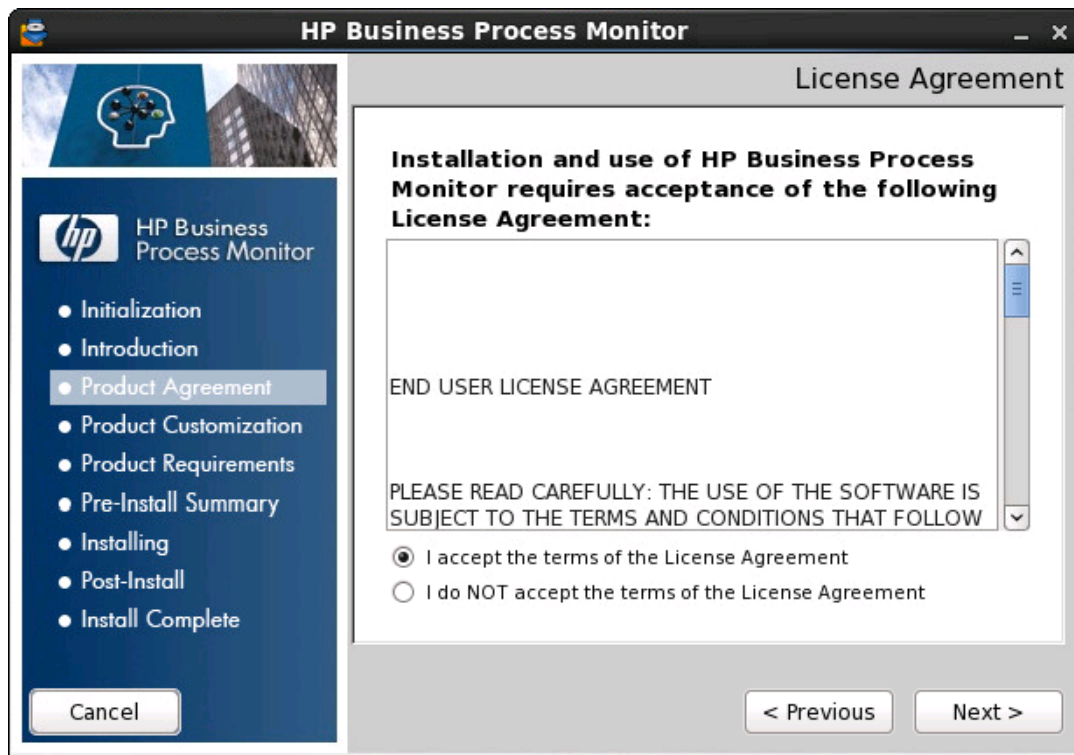 HP Business Process Monitor
License Agreement
hp
HP Business
Process Monitor
Initialization
Introduction
Product Agreement
Product Customization
Product Requirements
Pre-Install Summary
Installing
Post-Install
Install Complete
Installation and use of HP Business Process
Monitor requires acceptance of the following
License Agreement:
END USER LICENSE AGREEMENT
PLEASE READ CAREFULLY: THE USE OF THE SOFTWARE IS
SUBJECT TO THE TERMS AND CONDITIONS THAT FOLLOW
I accept the terms of the License Agreement
I do NOT accept the terms of the License Agreement
Cancel
< Previous
Next >